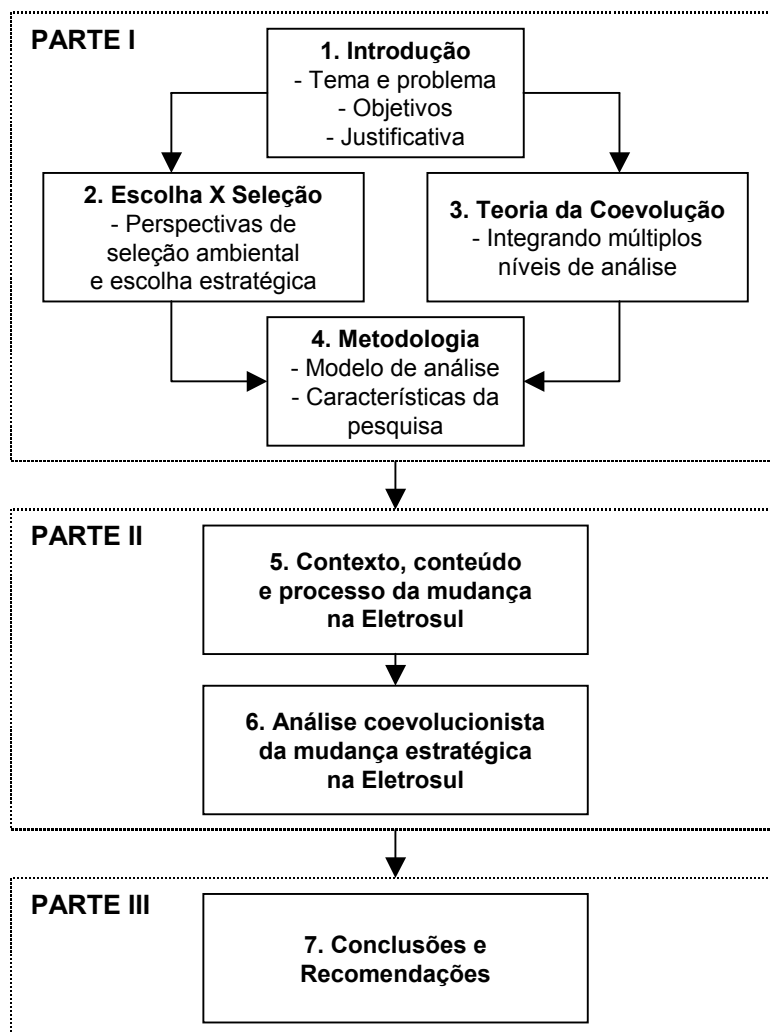 PARTE I
1. Introdução
- Tema e problema
- Objetivos
- Justificativa
2. Escolha X Seleção
- Perspectivas de
seleção ambiental
e escolha estratégica
3. Teoria da Coevolução
- Integrando múltiplos
níveis de análise
4. Metodologia
- Modelo de análise
- Características da
pesquisa
PARTE II
5. Contexto, conteúdo
e processo da mudança
na Eletrosul
6. Análise coevolucionista
da mudança estratégica
na Eletrosul
PARTE III
7. Conclusões e
Recomendações